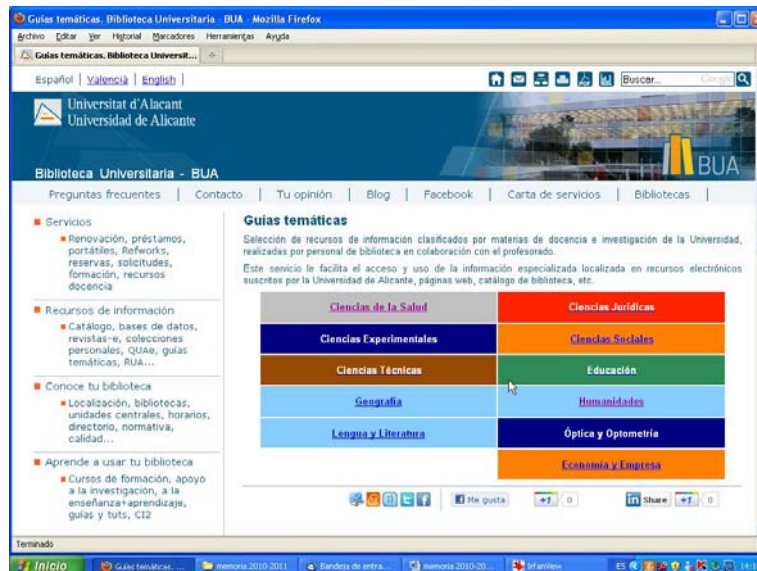 Guías temáticas. Biblioteca Universitaria - BUA - Mozilla Firefox
Archivo Editar Ver Historial Marcadores Herramientas Ayuda
Guías temáticas. Biblioteca Universit...
Español | Valencià | English |
Buscar...
Universitat d'Alacant
Universidad de Alicante
Biblioteca Universitaria - BUA
BUA
Preguntas frecuentes | Contacto | Tu opinión | Blog | Facebook | Carta de servicios | Bibliotecas |
Servicios
Renovación, préstamos,
portátiles, Refworks,
reservas, solicitudes,
formación, recursos
docencia
Recursos de información
Catálogo, bases de datos,
revistas-e, colecciones
personales, QUAe, guías
temáticas, RUA...
Conoce tu biblioteca
Localización, bibliotecas,
unidades centrales, horarios,
directorio, normativa,
calidad...
Aprende a usar tu biblioteca
Cursos de formación, apoyo
a la investigación, a la
enseñanza+aprendizaje,
guías y tuts, CI2
Guías temáticas
Selección de recursos de información clasificados por materias de docencia e investigación de la Universidad,
realizadas por personal de biblioteca en colaboración con el profesorado.
Este servicio le facilita el acceso y uso de la información especializada localizada en recursos electrónicos
suscritos por la Universidad de Alicante, páginas web, catálogo de biblioteca, etc.
Ciencias de la Salud Ciencias Jurídicas
Ciencias Experimentales Ciencias Sociales
Ciencias Técnicas Educación
Geografía Humanidades
Lengua y Literatura Óptica y Optometría
Economía y Empresa
Me gusta +1 0 in Share +1 0
Terminado
Inicio Guías temáticas. ... memoria 2010-2011 Bandeja de entra... memoria 2010-20... IrfanView ES